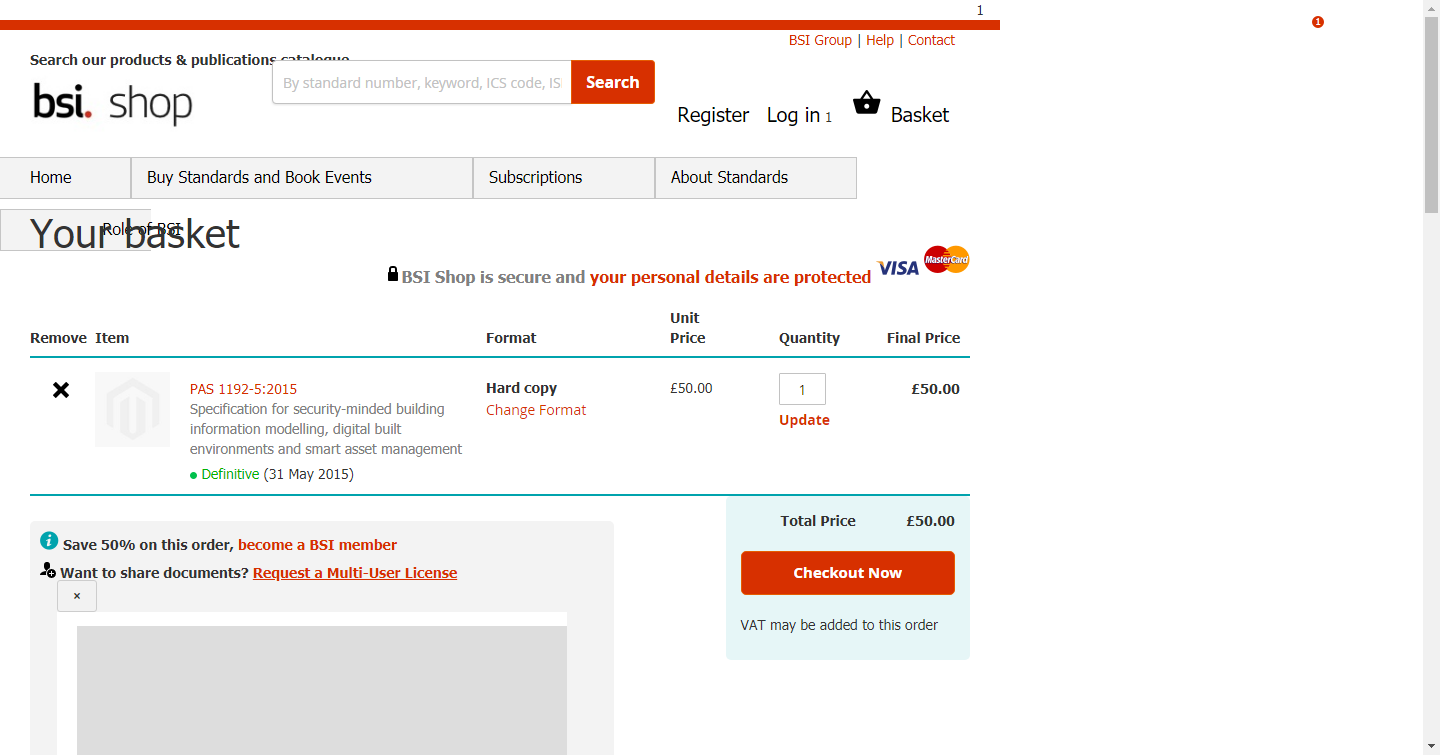 1
1
BSI Group | Help | Contact
Search our products & publications catalogue
By standard number, keyword, ICS code, IS
Search
bsi. shop
Register Log in 1 Basket
Home
Buy Standards and Book Events
Subscriptions
About Standards
Role of BSI
Your basket
BSI Shop is secure and your personal details are protected
VISA
MasterCard
Remove Item Format Unit Price Quantity Final Price
PAS 1192-5:2015
Specification for security-minded building
information modelling, digital built
environments and smart asset management
Definitive (31 May 2015)
Hard copy
Change Format
£50.00
1
Update
£50.00
Total Price £50.00
Checkout Now
VAT may be added to this order
i
Save 50% on this order, become a BSI member
Want to share documents? Request a Multi-User License
×